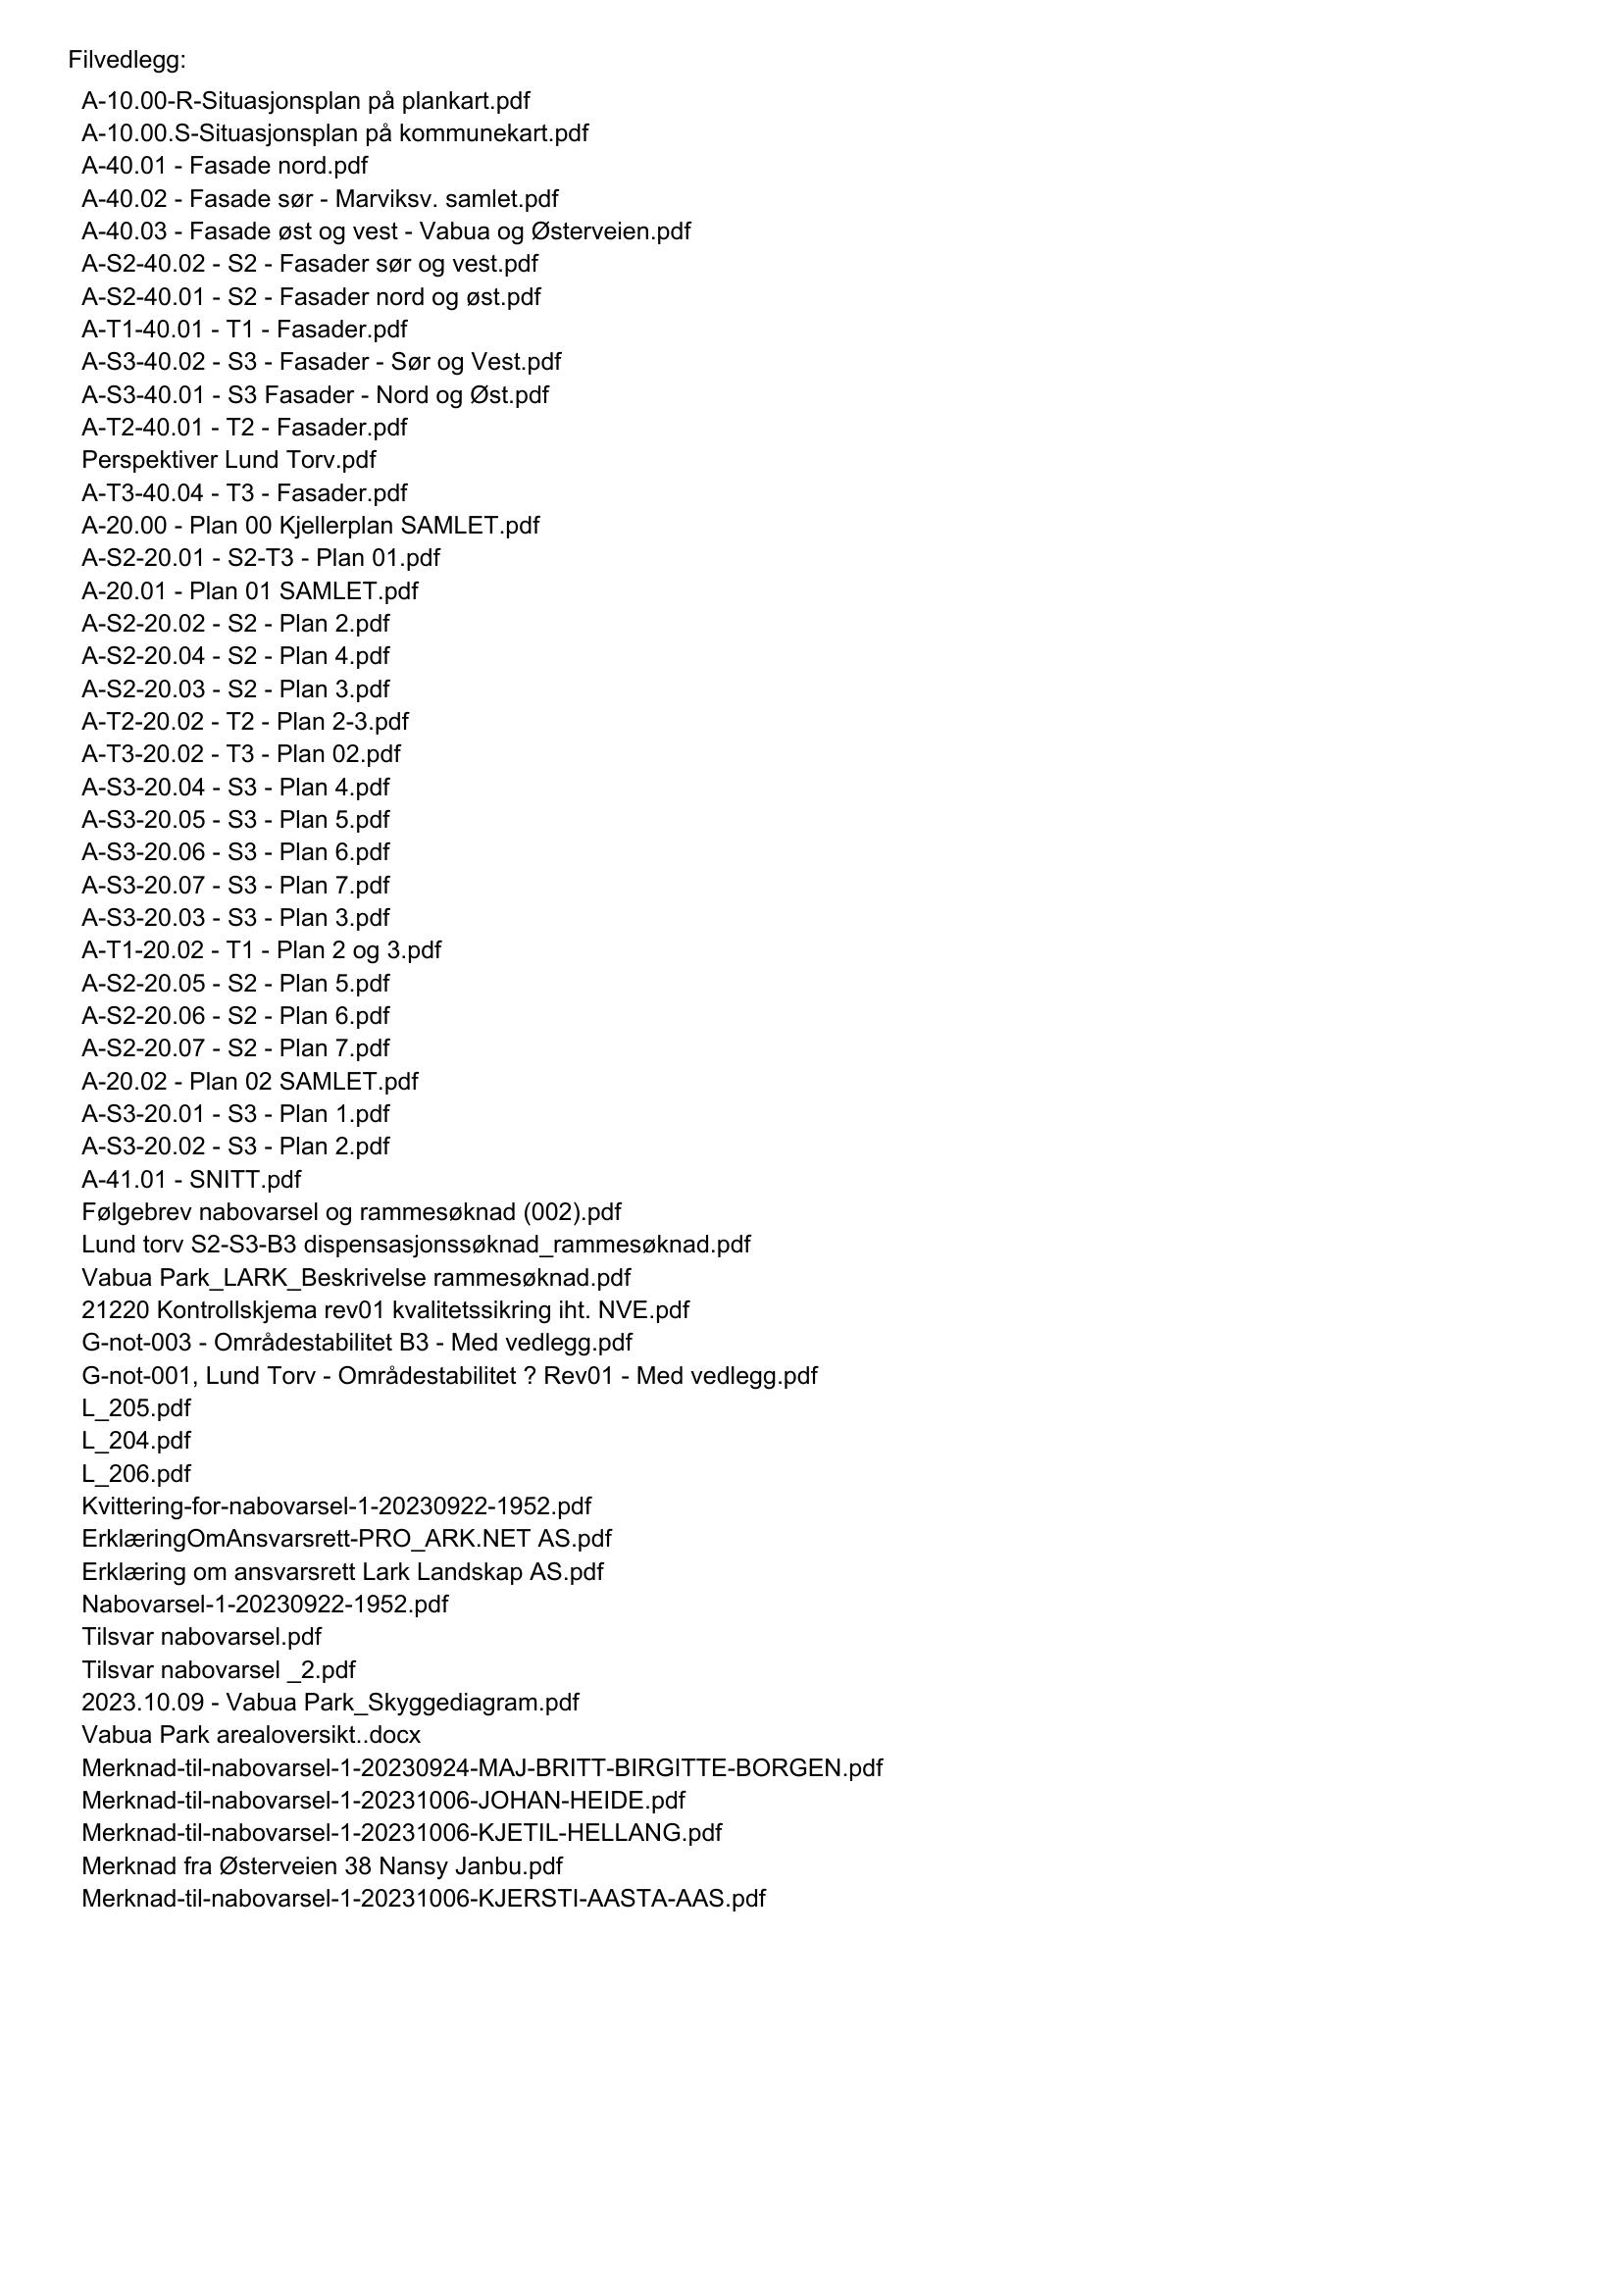 Filvedlegg:
A-10.00-R-Situasjonsplan på plankart.pdf
A-10.00.S-Situasjonsplan på kommunekart.pdf
A-40.01 - Fasade nord.pdf
A-40.02 - Fasade sør - Marviksv. samlet.pdf
A-40.03 - Fasade øst og vest - Vabua og Østerveien.pdf
A-S2-40.02 - S2 - Fasader sør og vest.pdf
A-S2-40.01 - S2 - Fasader nord og øst.pdf
A-T1-40.01 - T1 - Fasader.pdf
A-S3-40.02 - S3 - Fasader - Sør og Vest.pdf
A-S3-40.01 - S3 Fasader - Nord og Øst.pdf
A-T2-40.01 - T2 - Fasader.pdf
Perspektiver Lund Torv.pdf
A-T3-40.04 - T3 - Fasader.pdf
A-20.00 - Plan 00 Kjellerplan SAMLET.pdf
A-S2-20.01 - S2-T3 - Plan 01.pdf
A-20.01 - Plan 01 SAMLET.pdf
A-S2-20.02 - S2 - Plan 2.pdf
A-S2-20.04 - S2 - Plan 4.pdf
A-S2-20.03 - S2 - Plan 3.pdf
A-T2-20.02 - T2 - Plan 2-3.pdf
A-T3-20.02 - T3 - Plan 02.pdf
A-S3-20.04 - S3 - Plan 4.pdf
A-S3-20.05 - S3 - Plan 5.pdf
A-S3-20.06 - S3 - Plan 6.pdf
A-S3-20.07 - S3 - Plan 7.pdf
A-S3-20.03 - S3 - Plan 3.pdf
A-T1-20.02 - T1 - Plan 2 og 3.pdf
A-S2-20.05 - S2 - Plan 5.pdf
A-S2-20.06 - S2 - Plan 6.pdf
A-S2-20.07 - S2 - Plan 7.pdf
A-20.02 - Plan 02 SAMLET.pdf
A-S3-20.01 - S3 - Plan 1.pdf
A-S3-20.02 - S3 - Plan 2.pdf
A-41.01 - SNITT.pdf
Følgebrev nabovarsel og rammesøknad (002).pdf
Lund torv S2-S3-B3 dispensasjonssøknad_rammesøknad.pdf
Vabua Park_LARK_Beskrivelse rammesøknad.pdf
21220 Kontrollskjema rev01 kvalitetssikring iht. NVE.pdf
G-not-003 - Områdestabilitet B3 - Med vedlegg.pdf
G-not-001, Lund Torv - Områdestabilitet ? Rev01 - Med vedlegg.pdf
L_205.pdf
L_204.pdf
L_206.pdf
Kvittering-for-nabovarsel-1-20230922-1952.pdf
ErklæringOmAnsvarsrett-PRO_ARK.NET AS.pdf
Erklæring om ansvarsrett Lark Landskap AS.pdf
Nabovarsel-1-20230922-1952.pdf
Tilsvar nabovarsel.pdf
Tilsvar nabovarsel _2.pdf
2023.10.09 - Vabua Park_Skyggediagram.pdf
Vabua Park arealoversikt..docx
Merknad-til-nabovarsel-1-20230924-MAJ-BRITT-BIRGITTE-BORGEN.pdf
Merknad-til-nabovarsel-1-20231006-JOHAN-HEIDE.pdf
Merknad-til-nabovarsel-1-20231006-KJETIL-HELLANG.pdf
Merknad fra Østerveien 38 Nansy Janbu.pdf
Merknad-til-nabovarsel-1-20231006-KJERSTI-AASTA-AAS.pdf